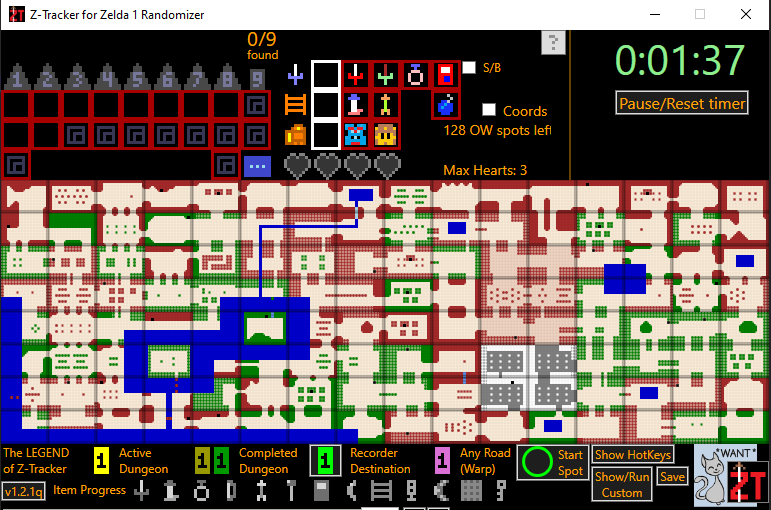 Z-Tracker for Zelda 1 Randomizer
0/9
found
?
0:01:37
1 2 3 4 5 6 7 8 9
S/B
Pause/Reset timer
Coords
128 OW spots left
...
Max Hearts: 3
The LEGEND
of Z-Tracker
1 Active
Dungeon
1 1 Completed
Dungeon
1 Recorder
Destination
1 Any Road
(Warp)
Start
Spot
Show HotKeys
Show/Run
Custom
Save
*WANT*
ZT
v1.2.1q
Item Progress